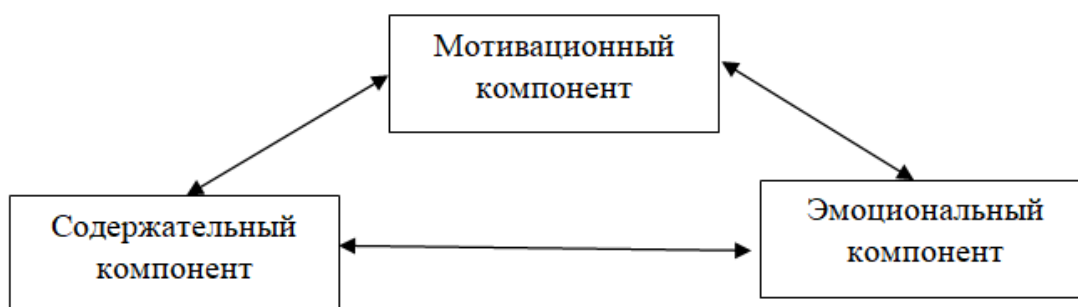 Мотивационный
компонент
Содержательный
компонент
Эмоциональный
компонент